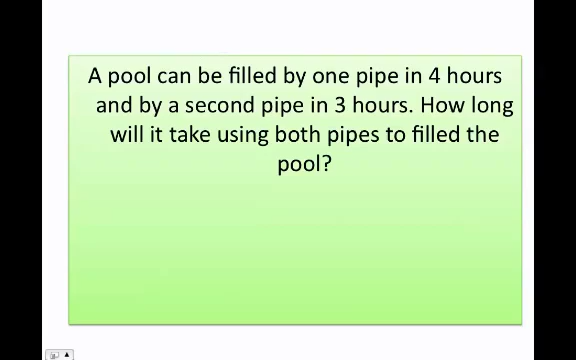 A pool can be filled by one pipe in 4 hours
and by a second pipe in 3 hours. How long
will it take using both pipes to filled the
pool?